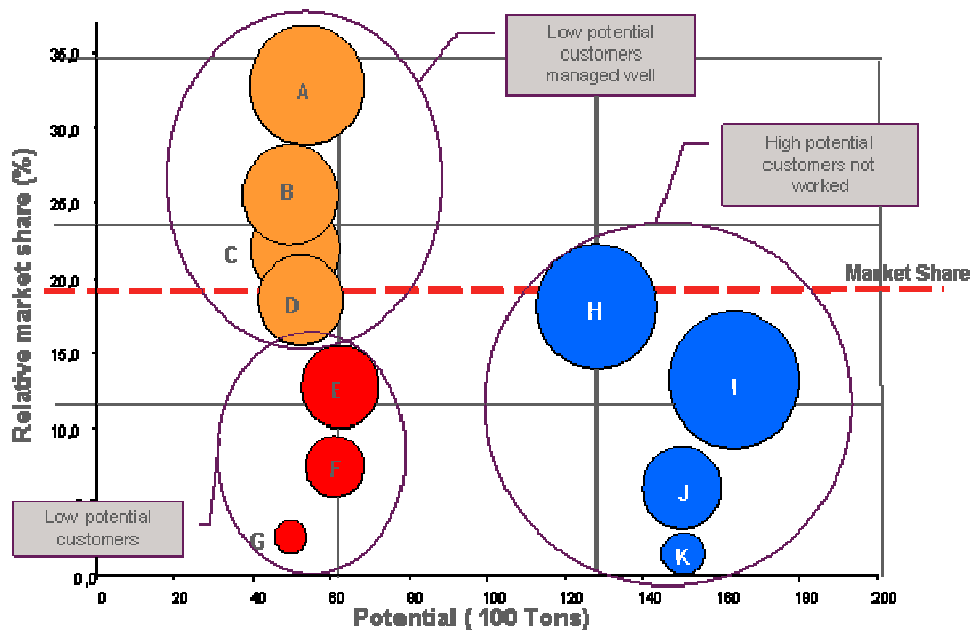 Low potential
customers
managed well
High potential
customers not
worked
Low potential
customers
Market Share
Relative market share (%)
35,0
30,0
25,0
20,0
15,0
10,0
0,0
A
B
C
D
E
F
G
H
I
J
K
0
20
40
60
80
100
120
140
160
180
200
Potential ( 100 Tons)